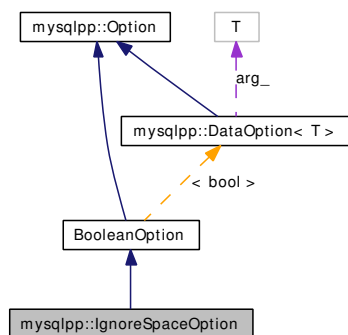 mysqlpp::Option
T
arg_
mysqlpp::DataOption< T >
< bool >
BooleanOption
mysqlpp::IgnoreSpaceOption